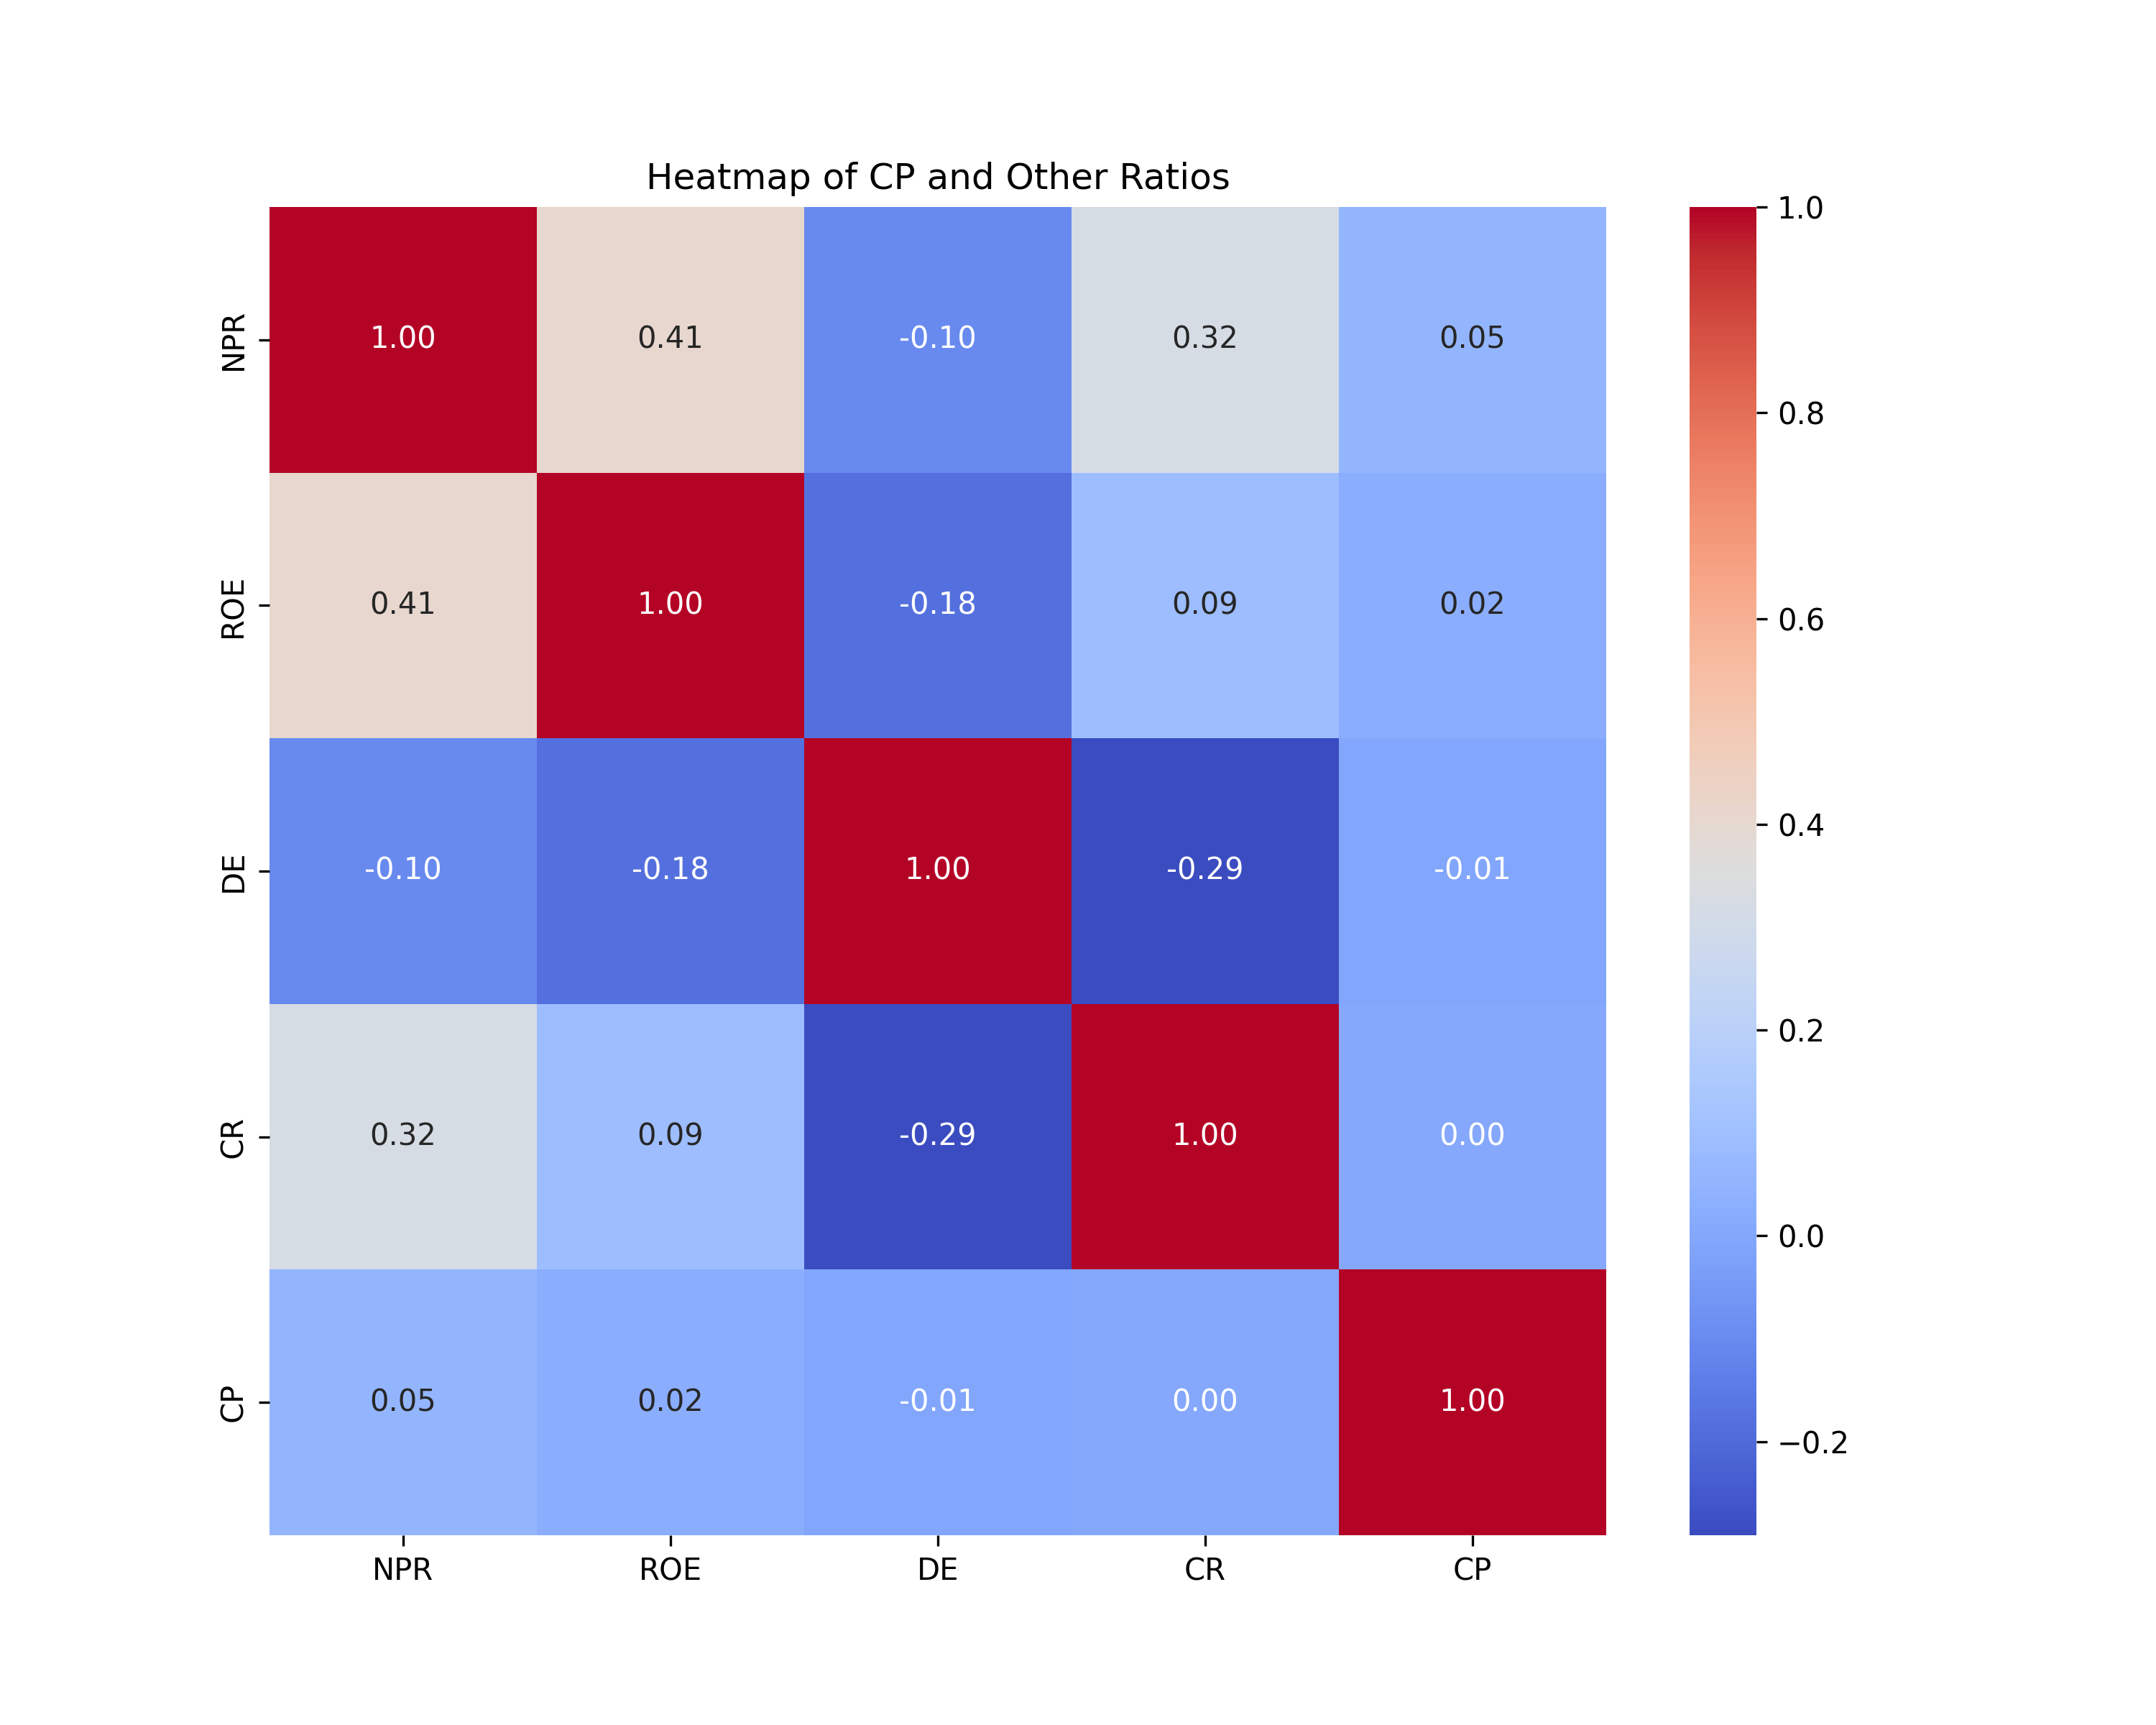 Heatmap of CP and Other Ratios
NPR 1.00 0.41 -0.10 0.32 0.05
ROE 0.41 1.00 -0.18 0.09 0.02
DE -0.10 -0.18 1.00 -0.29 -0.01
CR 0.32 0.09 -0.29 1.00 0.00
CP 0.05 0.02 -0.01 0.00 1.00
NPR ROE DE CR CP
1.0
0.8
0.6
0.4
0.2
0.0
−0.2